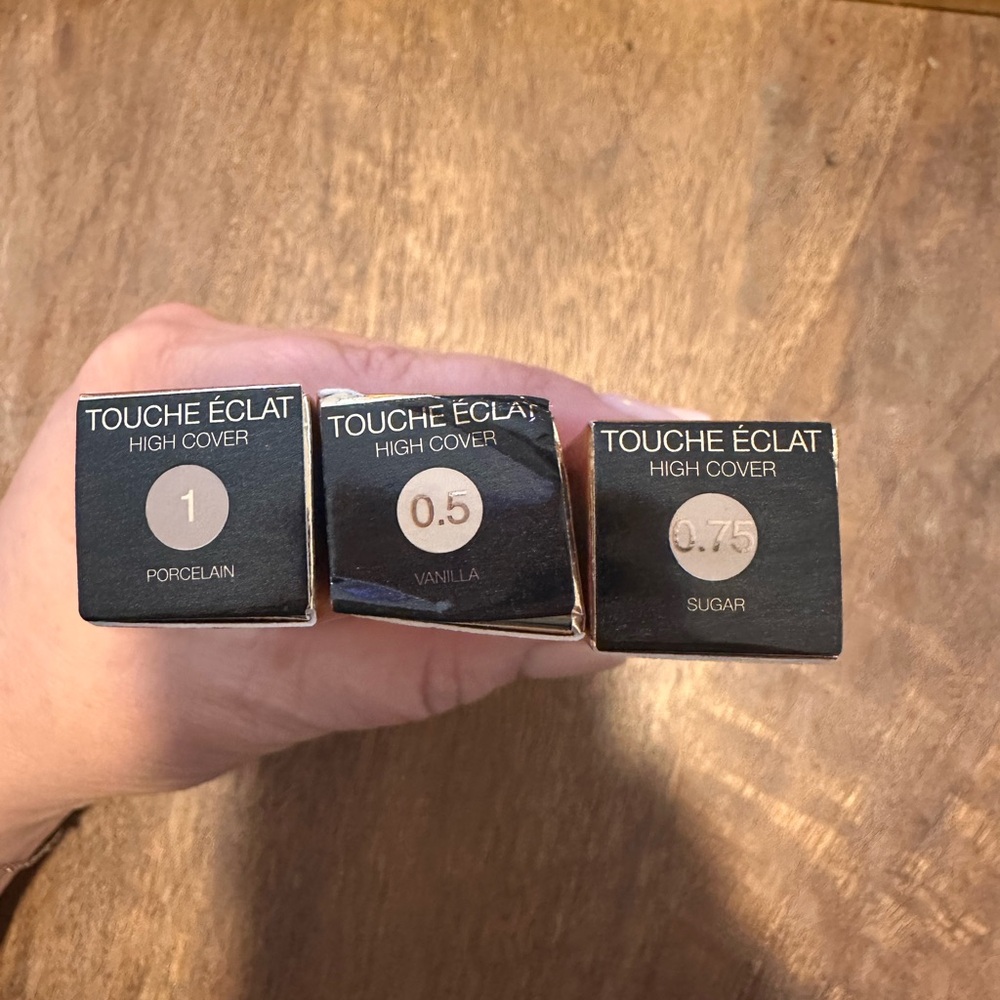 TOUCHE ÉCLAT
HIGH COVER
1
PORCELAIN
TOUCHE ÉCLAT
HIGH COVER
0.5
VANILLA
TOUCHE ÉCLAT
HIGH COVER
0.75
SUGAR